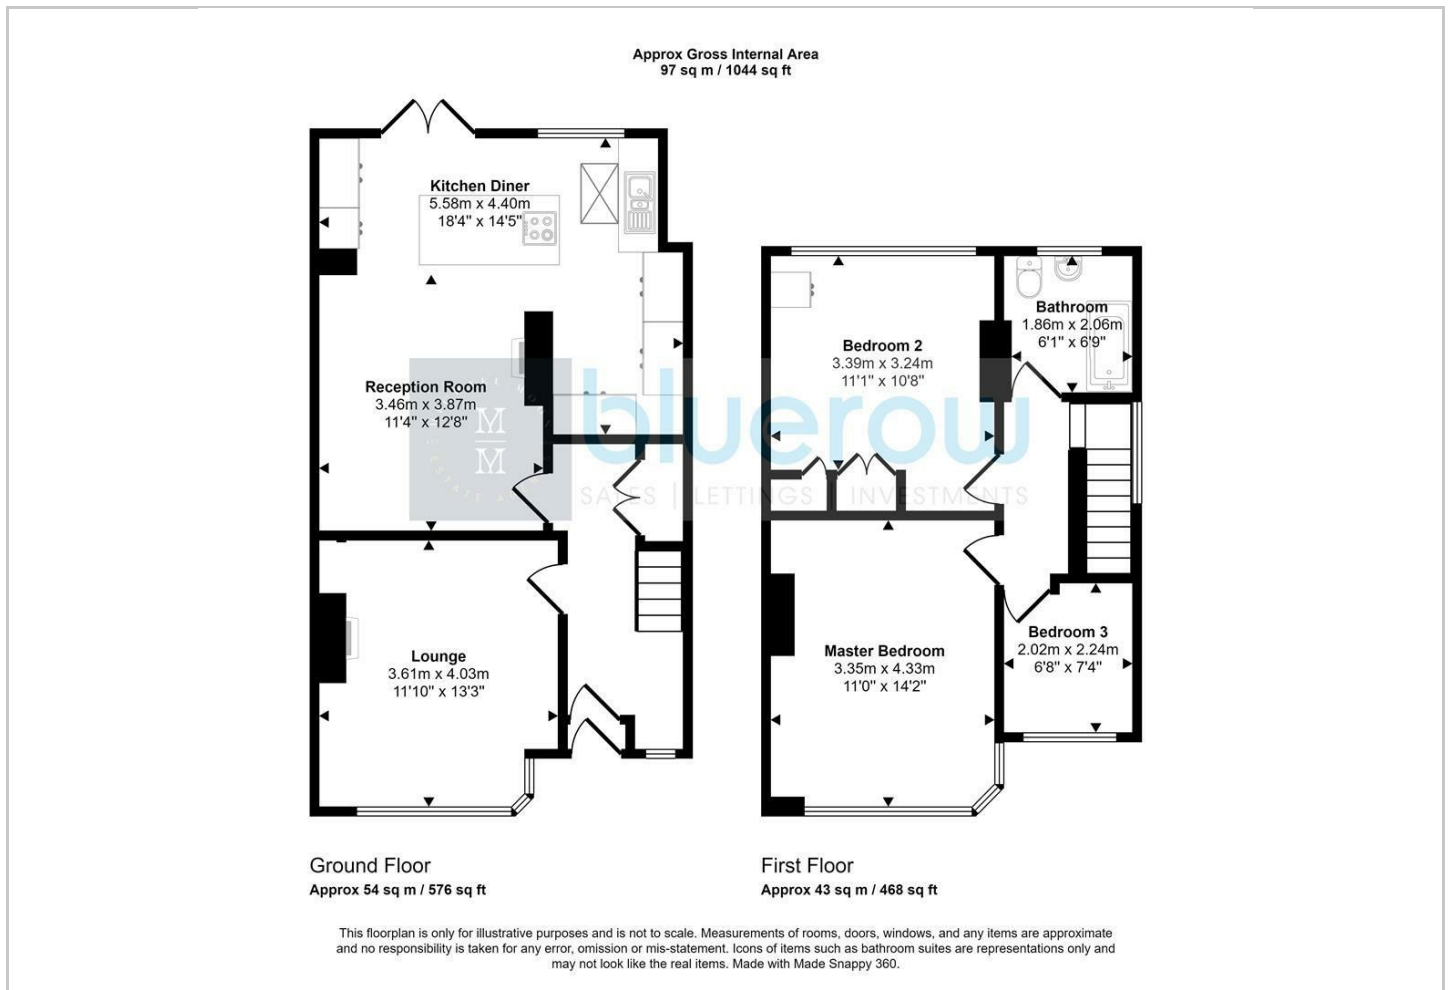 Approx Gross Internal Area
97 sq m / 1044 sq ft
Kitchen Diner
5.58m x 4.40m
18'4" x 14'5"
Reception Room
3.46m x 3.87m
11'4" x 12'8"
Lounge
3.61m x 4.03m
11'10" x 13'3"
Bedroom 2
3.39m x 3.24m
11'1" x 10'8"
Bathroom
1.86m x 2.06m
6'1" x 6'9"
Master Bedroom
3.35m x 4.33m
11'0" x 14'2"
Bedroom 3
2.02m x 2.24m
6'8" x 7'4"
M
M
bluerow
SALES | LETTINGS | INVESTMENTS
Ground Floor
Approx 54 sq m / 576 sq ft
First Floor
Approx 43 sq m / 468 sq ft
This floorplan is only for illustrative purposes and is not to scale. Measurements of rooms, doors, windows, and any items are approximate
and no responsibility is taken for any error, omission or mis-statement. Icons of items such as bathroom suites are representations only and
may not look like the real items. Made with Made Snappy 360.